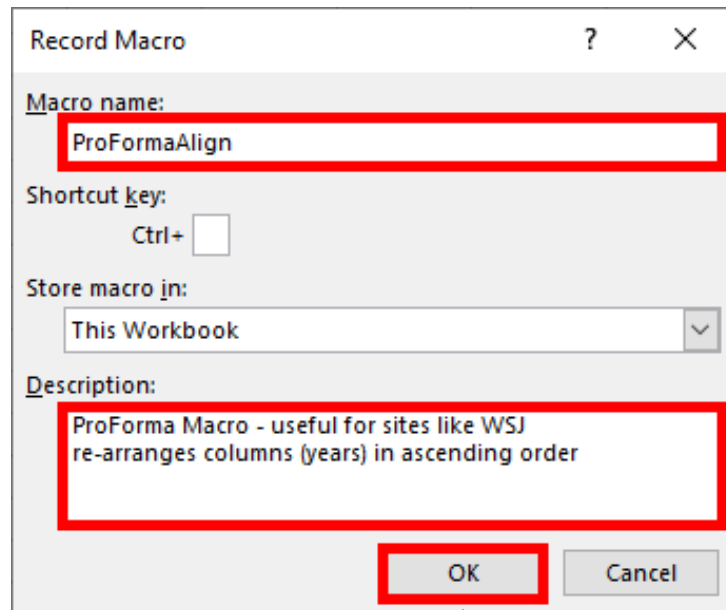 Record Macro ? ×
Macro name:
ProFormaAlign
Shortcut key:
Ctrl+
Store macro in:
This Workbook
Description:
ProForma Macro - useful for sites like WSJ
re-arranges columns (years) in ascending order
OK Cancel